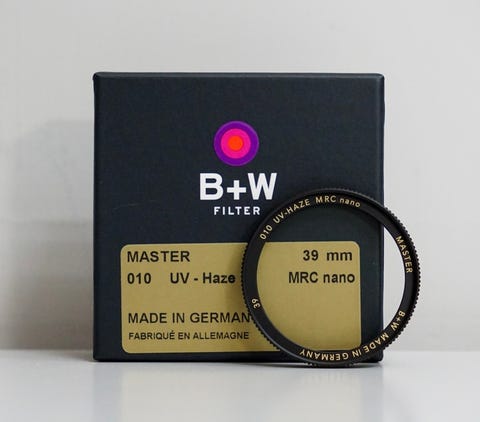 B+W
FILTER
MASTER 39 mm
010 UV - Haze MRC nano
MADE IN GERMAN
FABRIQUÉ EN ALLEMAGNE
010 UV-HAZE MRC nano
MASTER
B+W MADE IN GERMANY
39